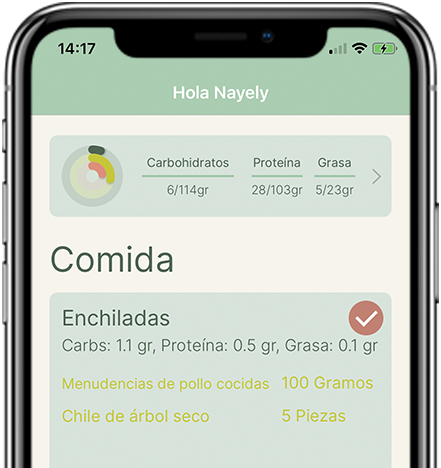 14:17
Hola Nayely
Carbohidratos Proteína Grasa
6/114gr 28/103gr 5/23gr
Comida
Enchiladas
Carbs: 1.1 gr, Proteína: 0.5 gr, Grasa: 0.1 gr
Menudencias de pollo cocidas 100 Gramos
Chile de árbol seco 5 Piezas